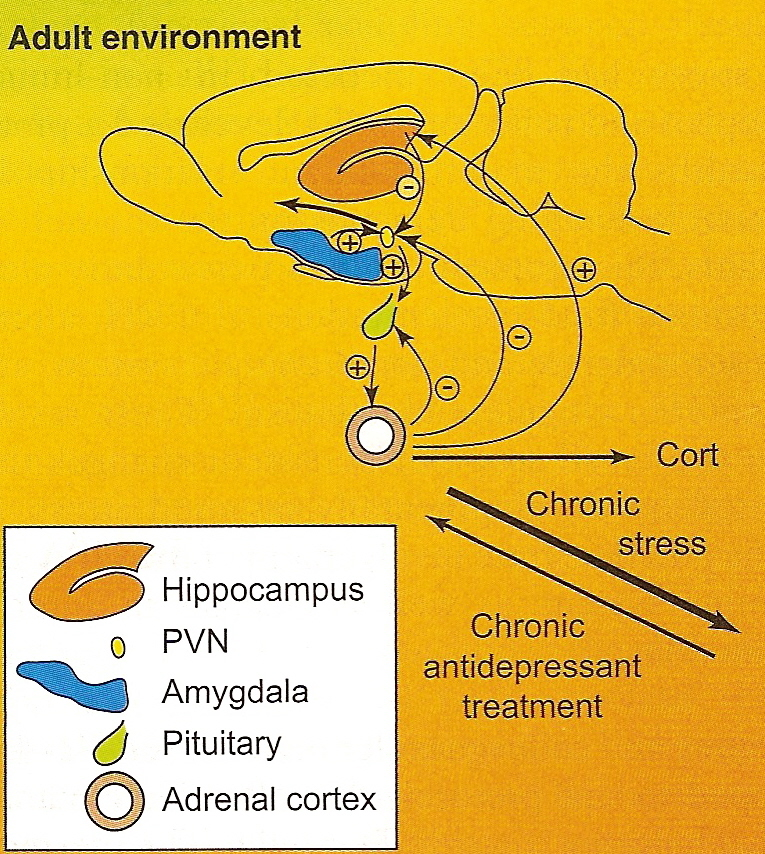 Adult environment
−
+
+
+
−
+
−
Cort
Chronic
stress
Chronic
antidepressant
treatment
Hippocampus
PVN
Amygdala
Pituitary
Adrenal cortex